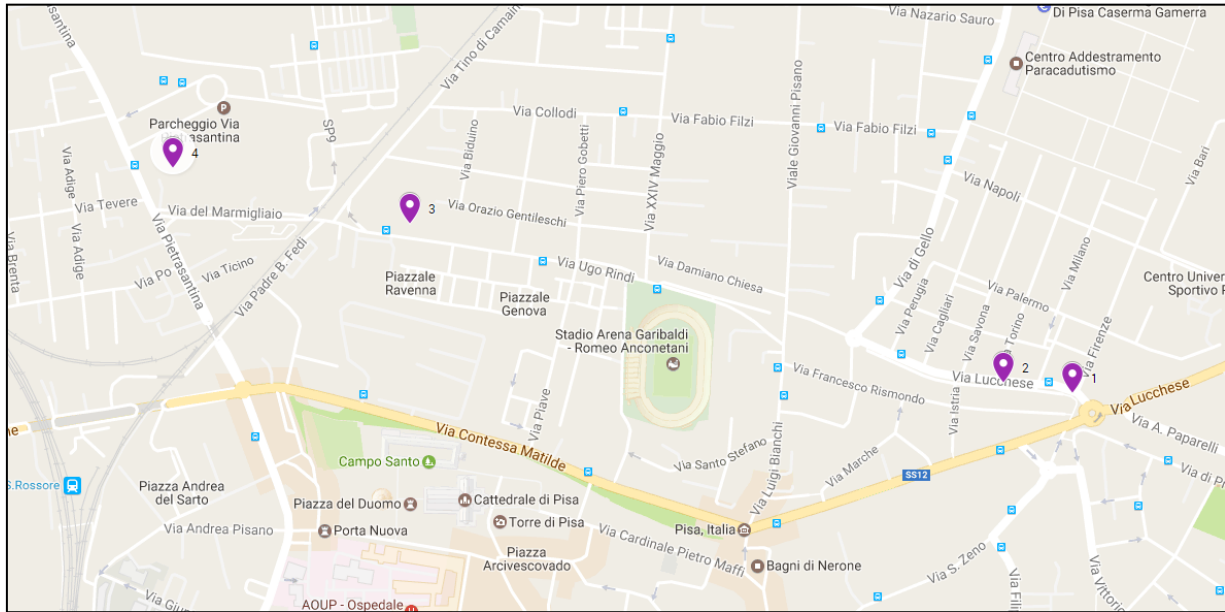 Via Nazario Sauro
Di Pisa Caserma Gamerra
Centro Addestramento
Paracadutismo
Via Tino di Camain
Viale Giovanni Pisano
Via Collodi
Via Fabio Filzi
Via Fabio Filzi
Parcheggio Via
SP9
Via Biduino
Via Piero Gobetti
Via XXIV Maggio
Via Bari
Via Napoli
4
Via Adige
Via Tevere
Via del Marmigliaio
3
Via Orazio Gentileschi
Via di Gello
Via Milano
Via Brenta
Via Adige
Via Po
Via Ticino
Via Pietrasantina
Via Padre B. Fedi
Piazzale
Ravenna
Piazzale
Genova
Via Ugo Rindi
Via Damiano Chiesa
Via Perugia
Via Cagliari
Via Savona
Via Palermo
Centro Univer
Sportivo P
Via Firenze
Stadio Arena Garibaldi
- Romeo Anconetani
Via Francesco Rismondo
2
Via Lucchese
1
Via Istria
Via Lucchese
Via Piave
Via Contessa Matilde
Via Santo Stefano
Via Luigi Bianchi
Via Marche
SS12
Via A. Paparelli
Via di Pr
Campo Santo
S.Rossore
Piazza Andrea
del Sarto
Piazza del Duomo
Cattedrale di Pisa
Via Andrea Pisano
Porta Nuova
Torre di Pisa
Piazza
Arcivescovado
Via Cardinale Pietro Maffi
Pisa, Italia
Bagni di Nerone
Via S. Zeno
Via Fil
Via Vittorio
AOUP - Ospedale
Via Giu